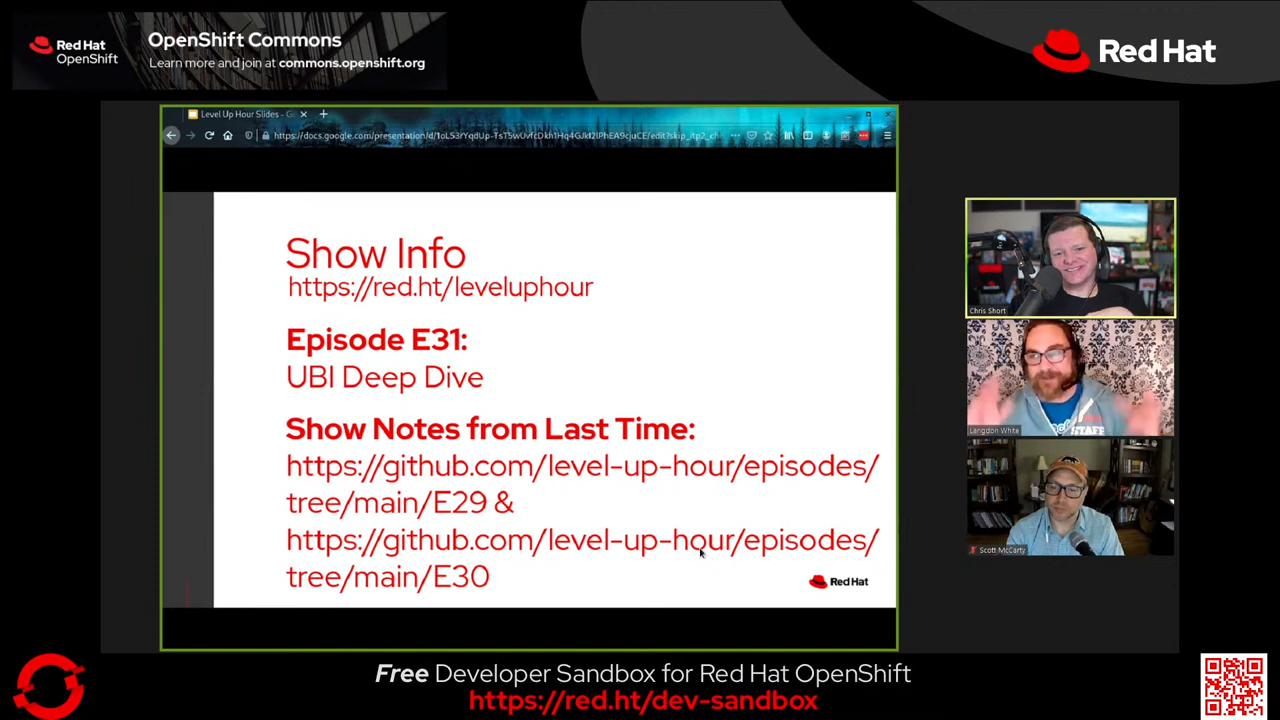 Red Hat
OpenShift
OpenShift Commons
Learn more and join at commons.openshift.org
Red Hat
Level Up Hour Slides - G
Show Info
https://red.ht/leveluphour
Episode E31:
UBI Deep Dive
Show Notes from Last Time:
https://github.com/level-up-hour/episodes/
tree/main/E29 &
https://github.com/level-up-hour/episodes/
tree/main/E30
Red Hat
Chris Short
Langdon White
STAFF
Scott McCarty
Free Developer Sandbox for Red Hat OpenShift
https://red.ht/dev-sandbox